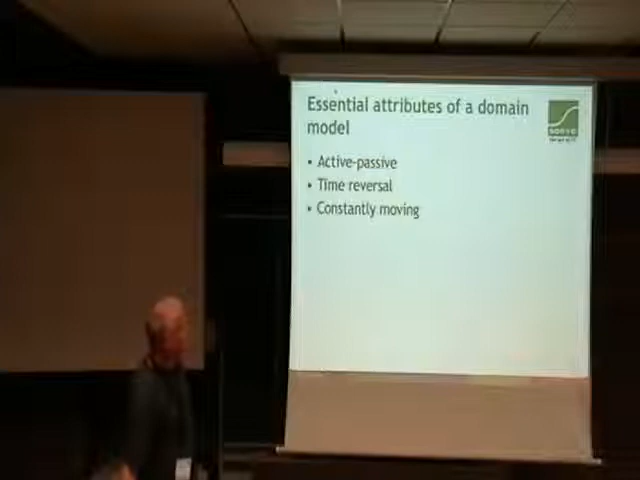 Essential attributes of a domain
model
• Active-passive
• Time reversal
• Constantly moving